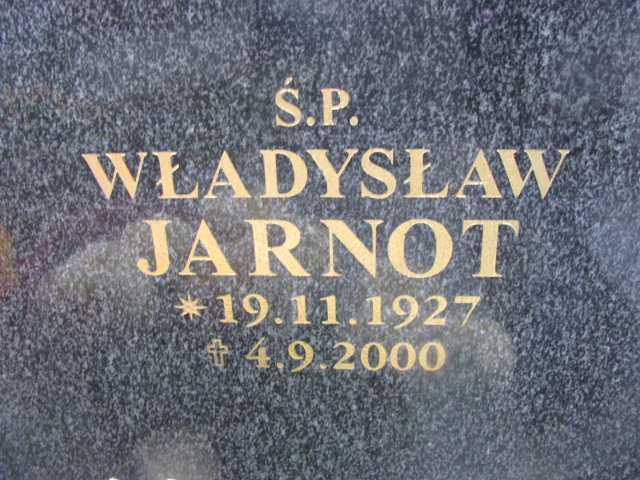 Ś.P.
WŁADYSŁAW
JARNOT
* 19.11.1927
✝ 4.9.2000